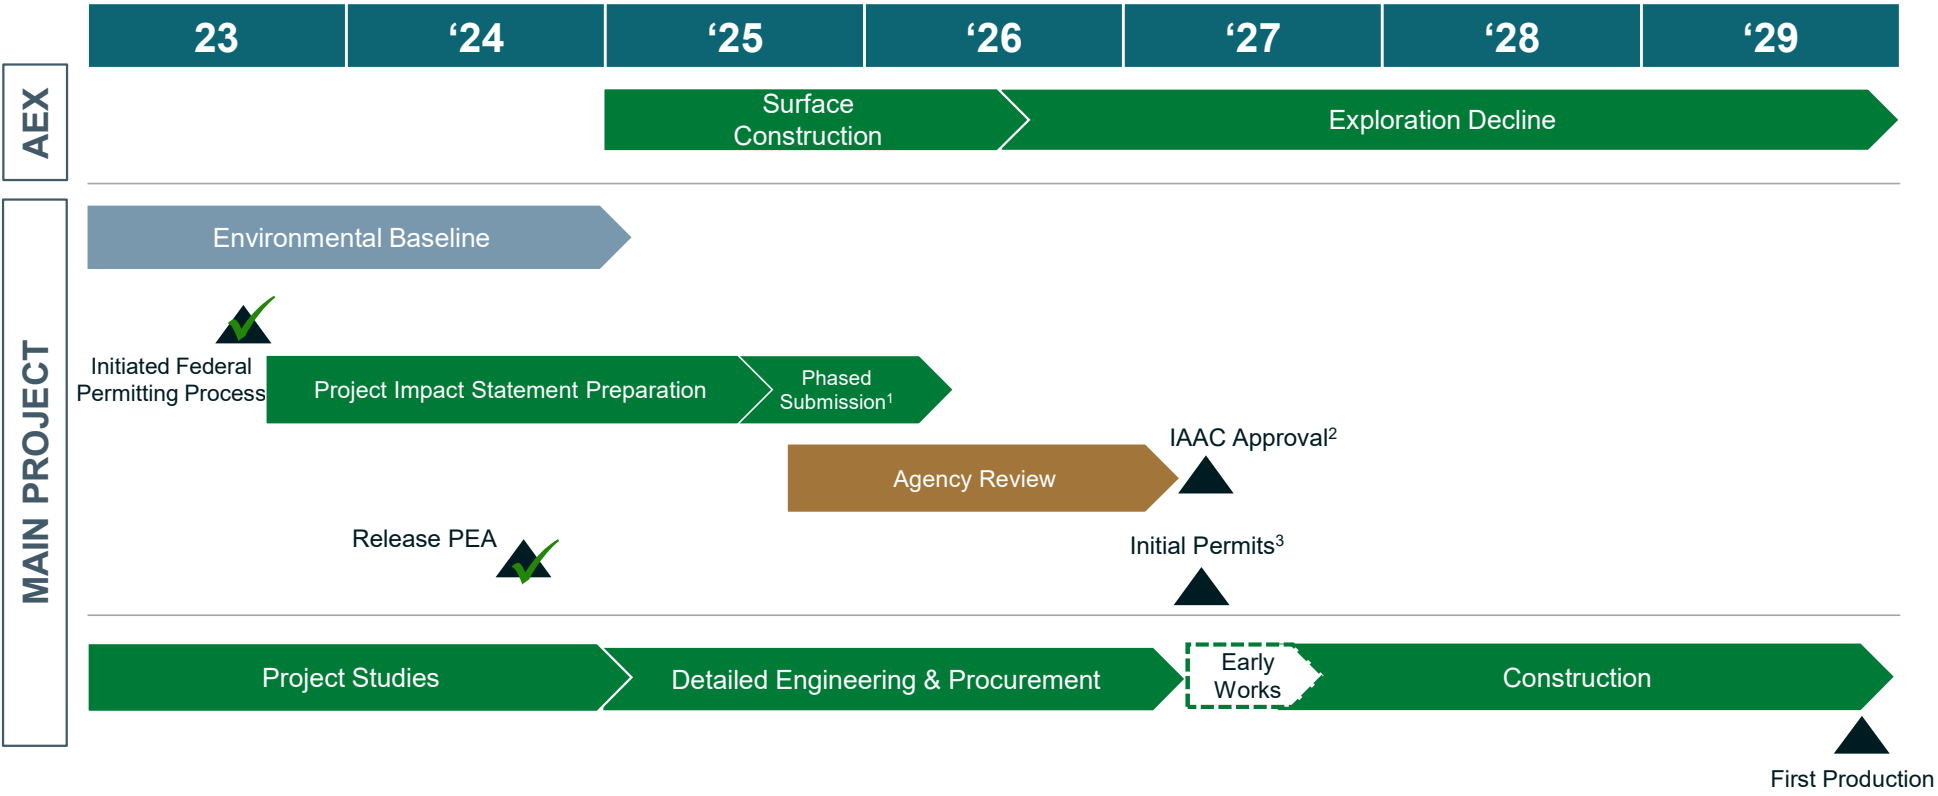 23 ‘24 ‘25 ‘26 ‘27 ‘28 ‘29
AEX
Surface
Construction
Exploration Decline
MAIN PROJECT
Environmental Baseline
Initiated Federal
Permitting Process
Project Impact Statement Preparation
Phased
Submission¹
IAAC Approval²
Agency Review
Release PEA
Initial Permits³
Project Studies
Detailed Engineering & Procurement
Early
Works
Construction
First Production